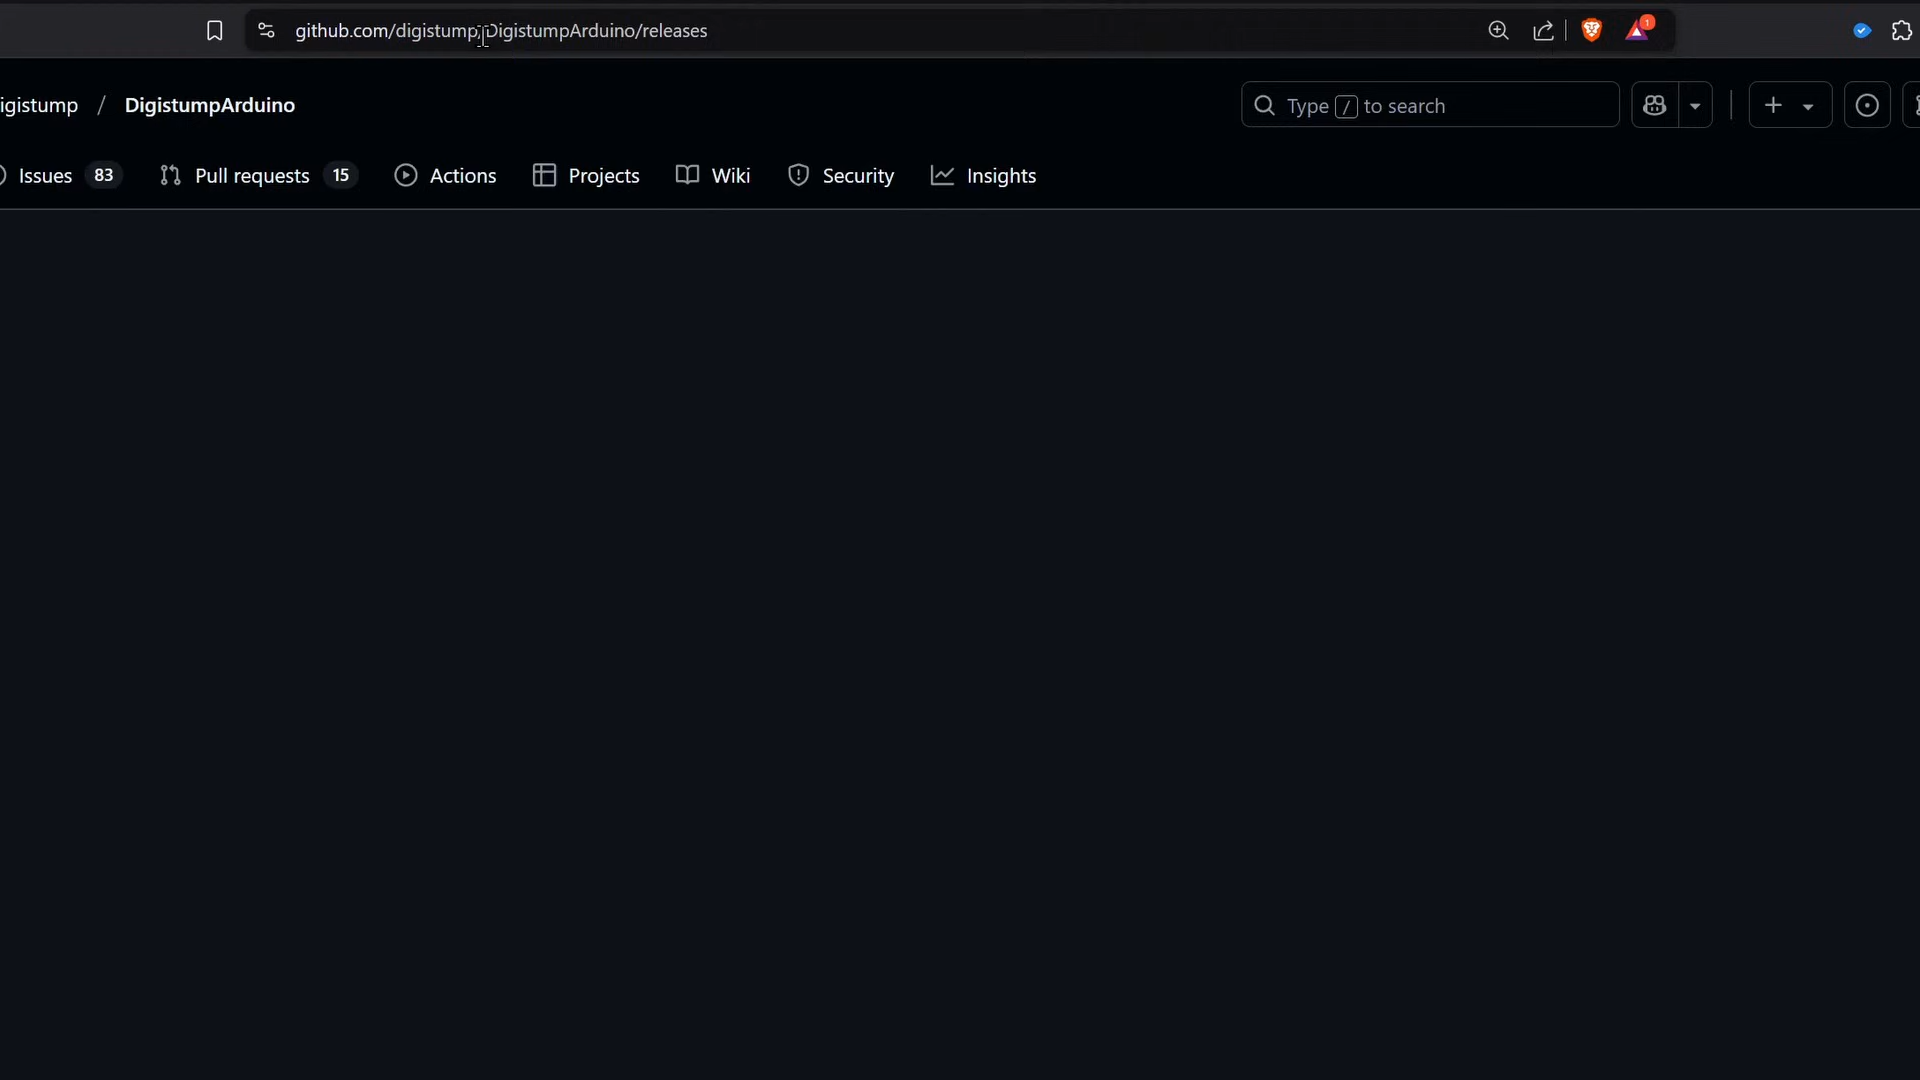 github.com/digistump/DigistumpArduino/releases
1
igistump / DigistumpArduino
Type / to search
Issues 83 Pull requests 15 Actions Projects Wiki Security Insights